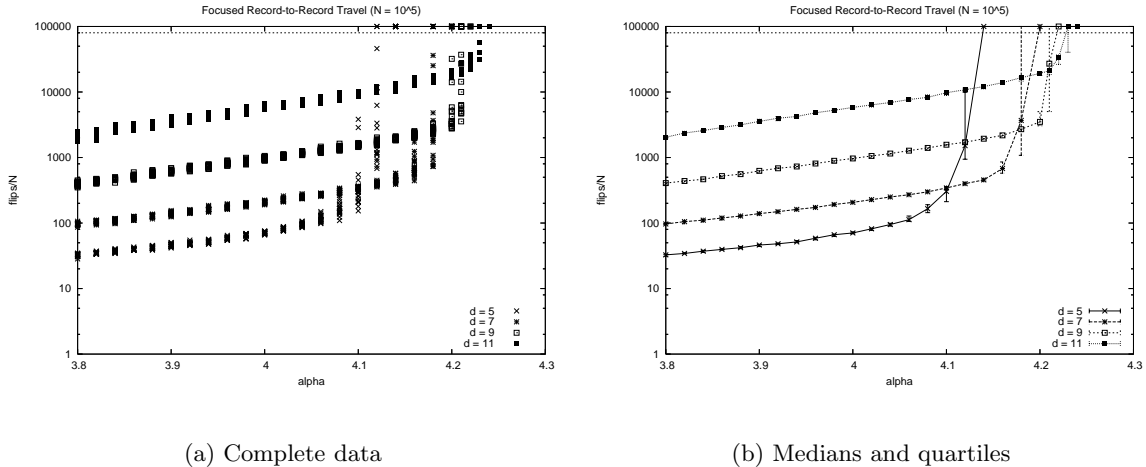 Focused Record-to-Record Travel (N = 10^5)
100000
10000
1000
100
10
1
flips/N
3.8
3.9
4
4.1
4.2
4.3
alpha
d = 5
d = 7
d = 9
d = 11
(a) Complete data
Focused Record-to-Record Travel (N = 10^5)
100000
10000
1000
100
10
1
flips/N
3.8
3.9
4
4.1
4.2
4.3
alpha
d = 5
d = 7
d = 9
d = 11
(b) Medians and quartiles